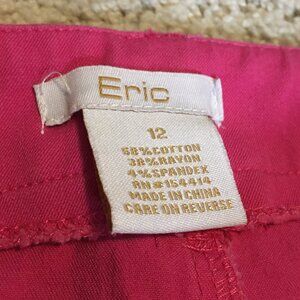 Eric
12
58%COTTON
38%RAYON
4%SPANDEX
RN#154414
MADE IN CHINA
CARE ON REVERSE